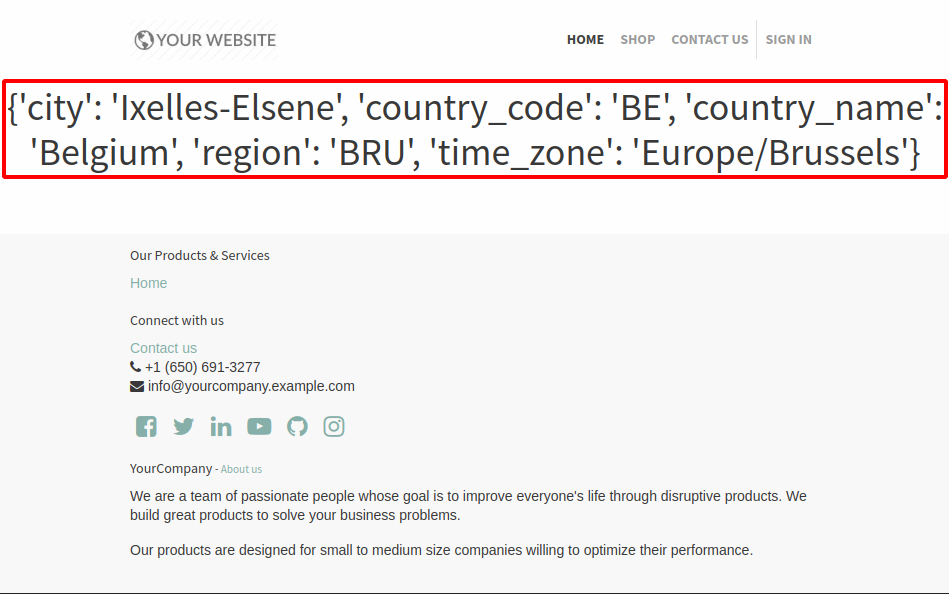 YOUR WEBSITE
HOME SHOP CONTACT US SIGN IN
{'city': 'Ixelles-Elsene', 'country_code': 'BE', 'country_name':
'Belgium', 'region': 'BRU', 'time_zone': 'Europe/Brussels'}
Our Products & Services
Home
Connect with us
Contact us
+1 (650) 691-3277
info@yourcompany.example.com
YourCompany - About us
We are a team of passionate people whose goal is to improve everyone's life through disruptive products. We
build great products to solve your business problems.
Our products are designed for small to medium size companies willing to optimize their performance.